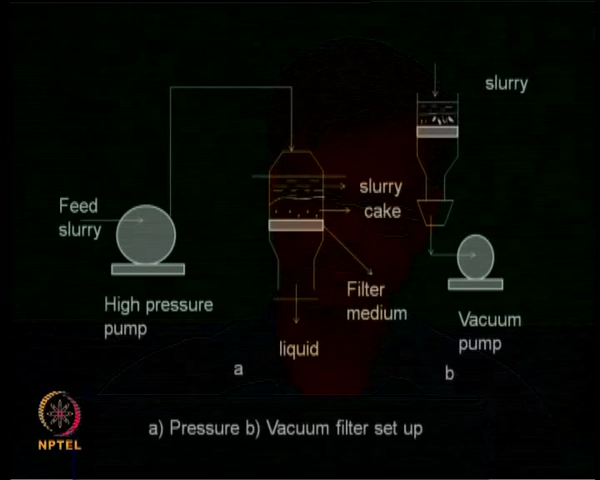 slurry
Feed
slurry
slurry
cake
High pressure
pump
Filter
medium
Vacuum
pump
liquid
a
b
a) Pressure b) Vacuum filter set up
NPTEL